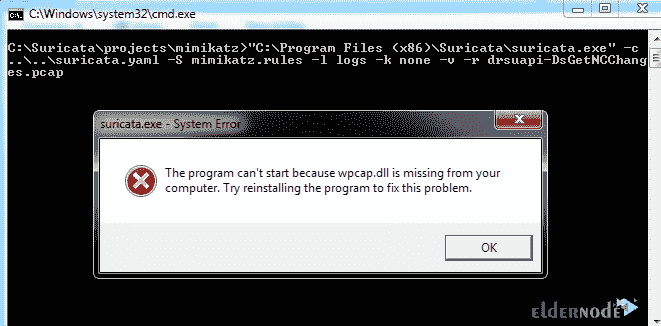 C:\Windows\system32\cmd.exe
C:\Suricata\projects\mimikatz>"C:\Program Files (x86)\Suricata\suricata.exe" -c
..\..\suricata.yaml -S mimikatz.rules -l logs -k none -v -r drsuapi-DsGetNCChang
es.pcap
suricata.exe - System Error
The program can't start because wpcap.dll is missing from your
computer. Try reinstalling the program to fix this problem.
OK
ELDERNODE